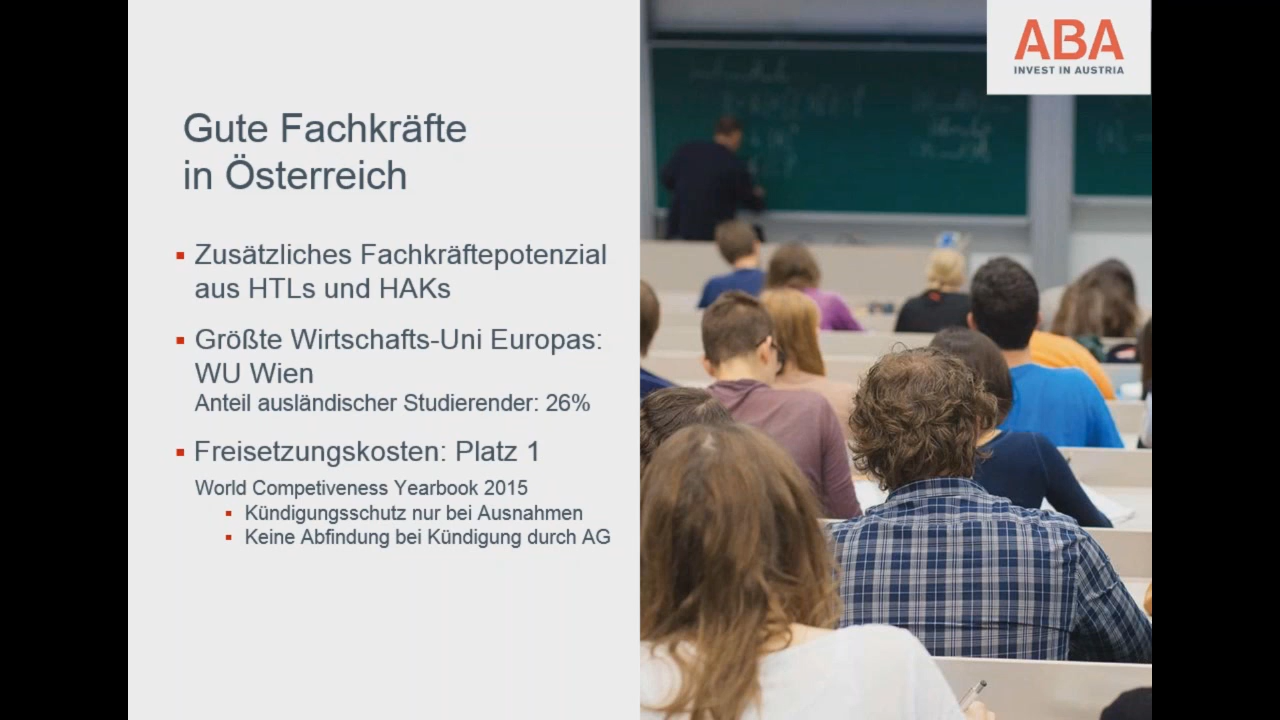 ABA
INVEST IN AUSTRIA
Gute Fachkräfte
in Österreich
Zusätzliches Fachkräftepotenzial
aus HTLs und HAKs
Größte Wirtschafts-Uni Europas:
WU Wien
Anteil ausländischer Studierender: 26%
Freisetzungskosten: Platz 1
World Competiveness Yearbook 2015
Kündigungsschutz nur bei Ausnahmen
Keine Abfindung bei Kündigung durch AG